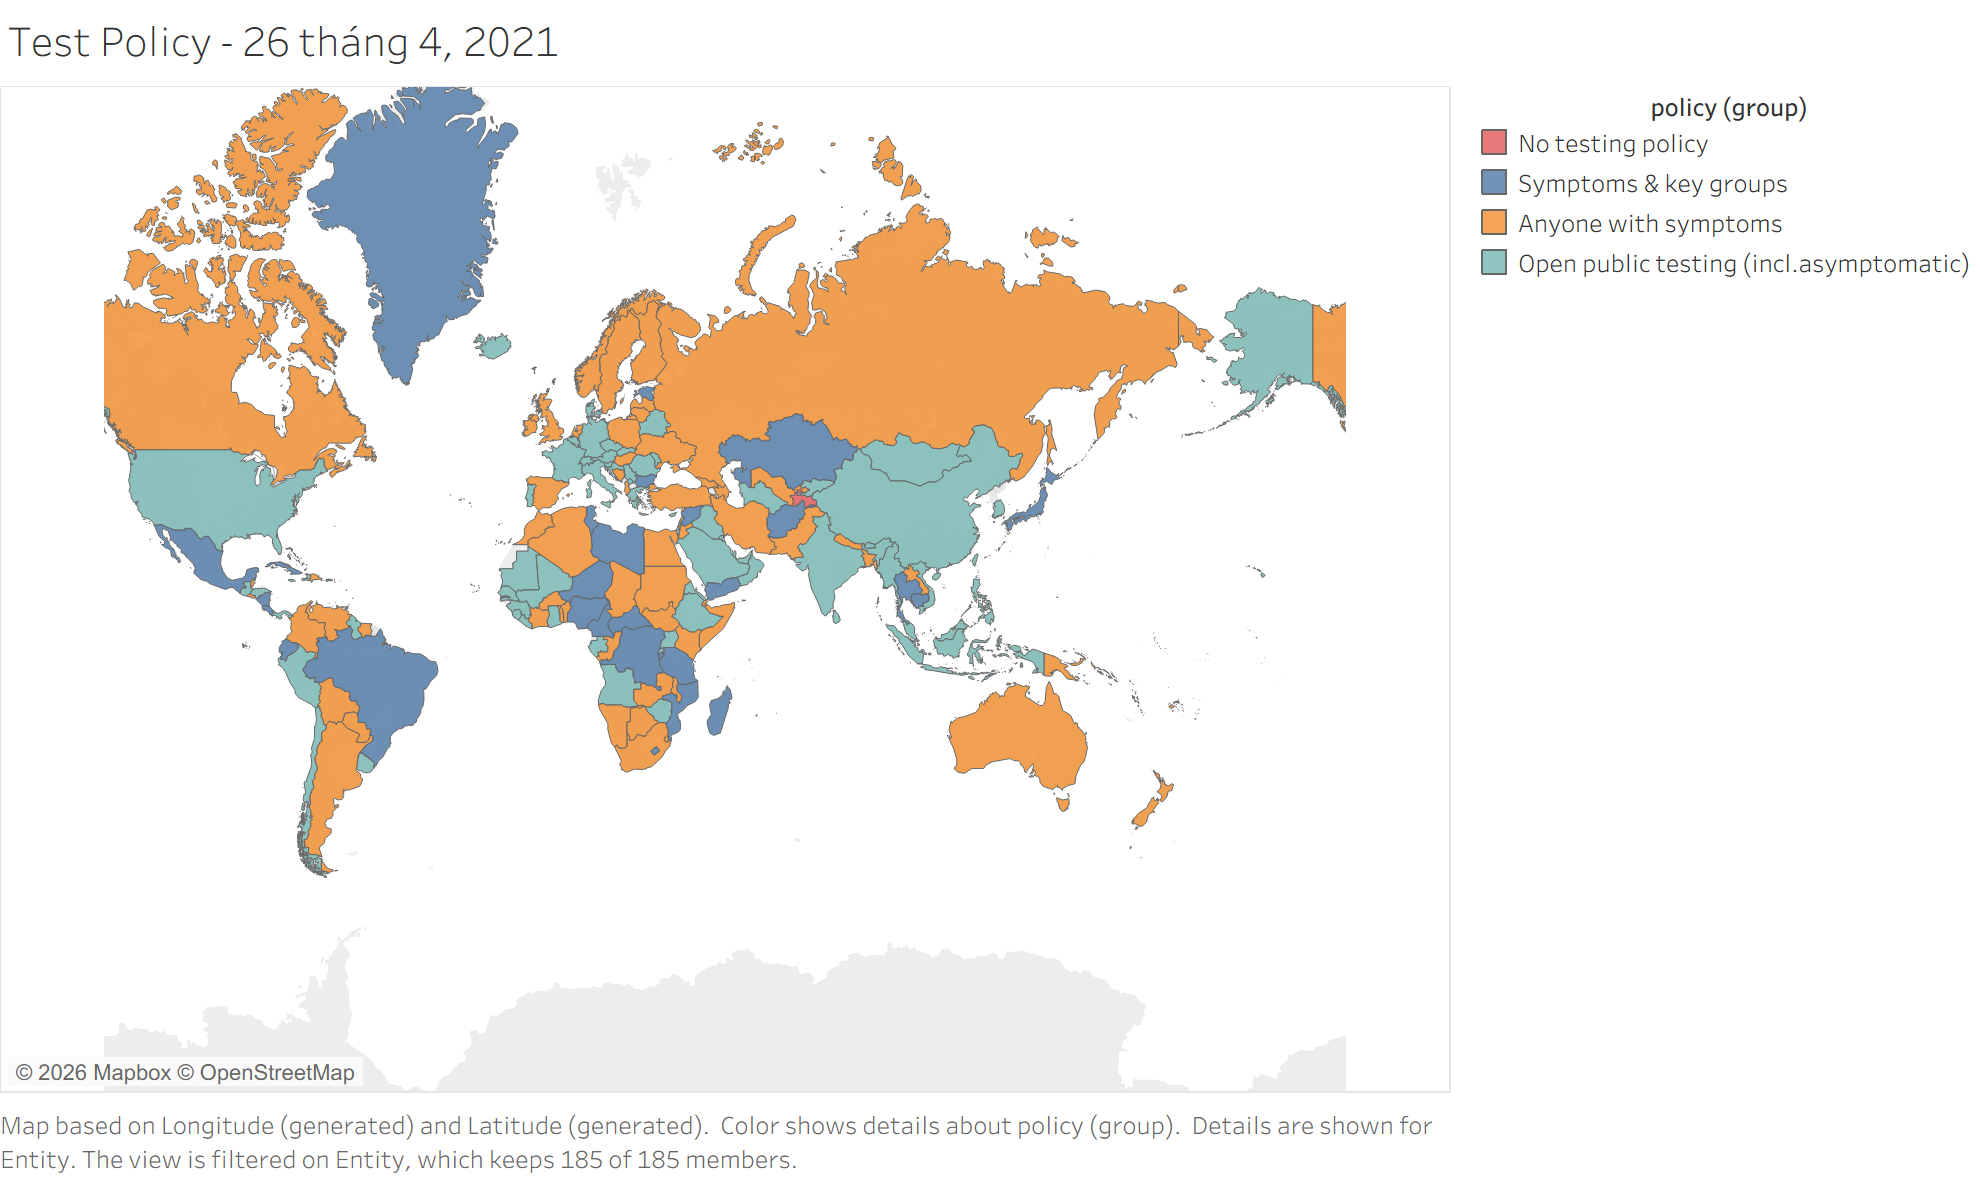 Test Policy - 26 tháng 4, 2021
policy (group)
No testing policy
Symptoms & key groups
Anyone with symptoms
Open public testing (incl.asymptomatic)
© 2026 Mapbox © OpenStreetMap
Map based on Longitude (generated) and Latitude (generated).  Color shows details about policy (group).  Details are shown for
Entity. The view is filtered on Entity, which keeps 185 of 185 members.